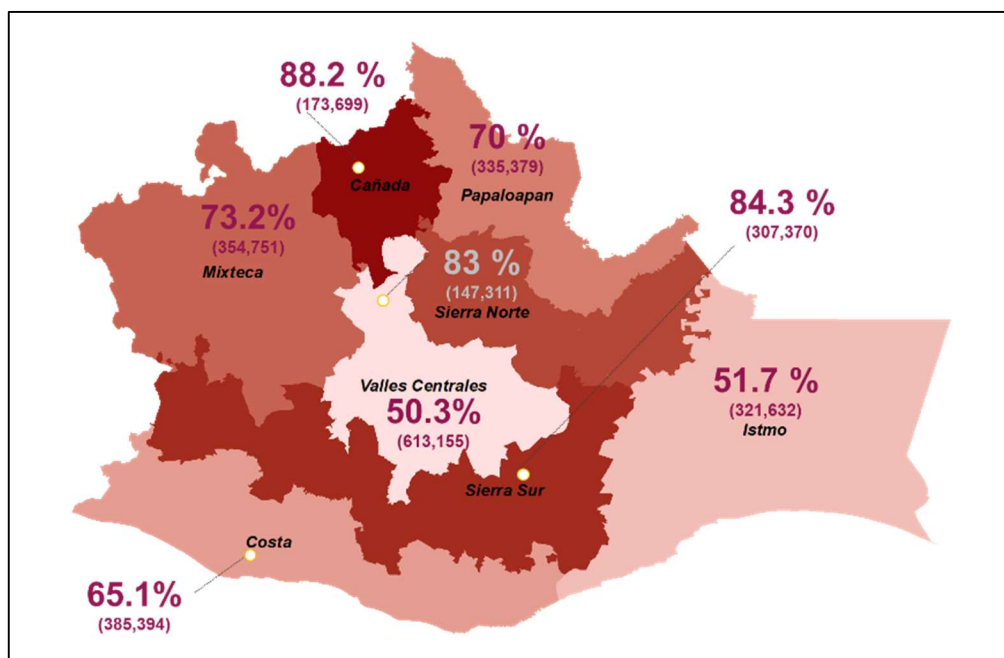 88.2 %
(173,699)
Cañada
70 %
(335,379)
Papaloapan
84.3 %
(307,370)
73.2%
(354,751)
Mixteca
83 %
(147,311)
Sierra Norte
Valles Centrales
50.3%
(613,155)
51.7 %
(321,632)
Istmo
Sierra Sur
Costa
65.1%
(385,394)